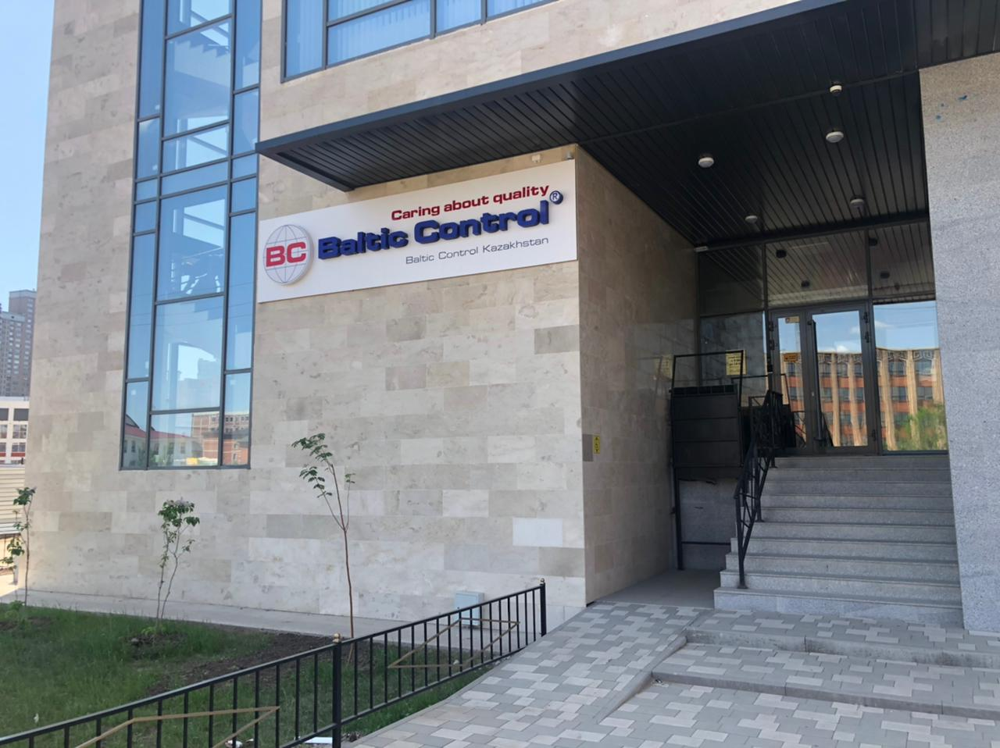 Caring about quality
BC Baltic Control®
Baltic Control Kazakhstan